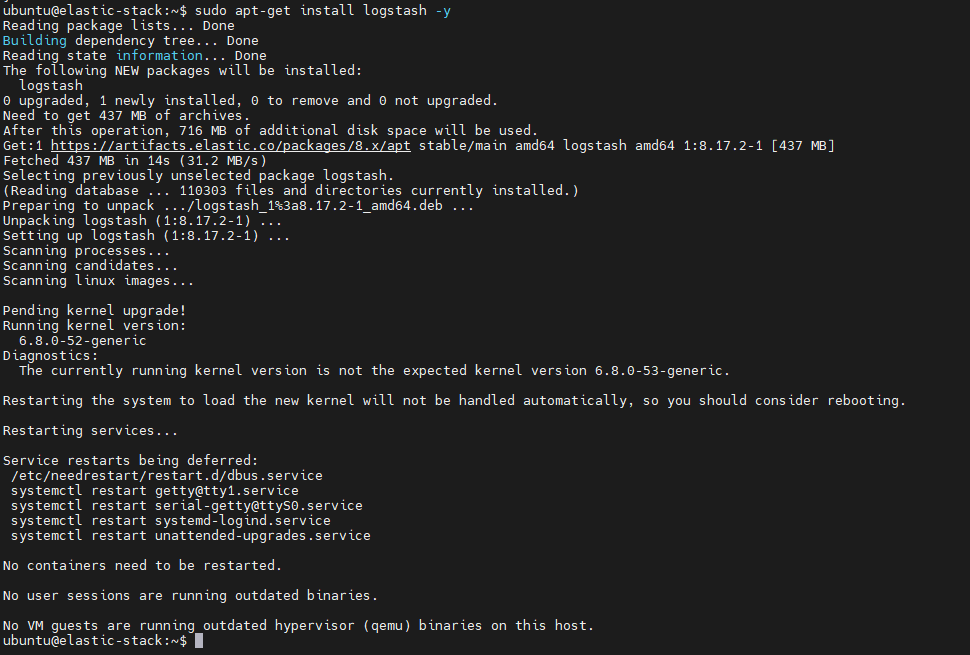 ubuntu@elastic-stack:~$ sudo apt-get install logstash -y
Reading package lists... Done
Building dependency tree... Done
Reading state information... Done
The following NEW packages will be installed:
  logstash
0 upgraded, 1 newly installed, 0 to remove and 0 not upgraded.
Need to get 437 MB of archives.
After this operation, 716 MB of additional disk space will be used.
Get:1 https://artifacts.elastic.co/packages/8.x/apt stable/main amd64 logstash amd64 1:8.17.2-1 [437 MB]
Fetched 437 MB in 14s (31.2 MB/s)
Selecting previously unselected package logstash.
(Reading database ... 110303 files and directories currently installed.)
Preparing to unpack .../logstash_1%3a8.17.2-1_amd64.deb ...
Unpacking logstash (1:8.17.2-1) ...
Setting up logstash (1:8.17.2-1) ...
Scanning processes...
Scanning candidates...
Scanning linux images...

Pending kernel upgrade!
Running kernel version:
  6.8.0-52-generic
Diagnostics:
  The currently running kernel version is not the expected kernel version 6.8.0-53-generic.

Restarting the system to load the new kernel will not be handled automatically, so you should consider rebooting.

Restarting services...

Service restarts being deferred:
 /etc/needrestart/restart.d/dbus.service
 systemctl restart getty@tty1.service
 systemctl restart serial-getty@ttyS0.service
 systemctl restart systemd-logind.service
 systemctl restart unattended-upgrades.service

No containers need to be restarted.

No user sessions are running outdated binaries.

No VM guests are running outdated hypervisor (qemu) binaries on this host.
ubuntu@elastic-stack:~$